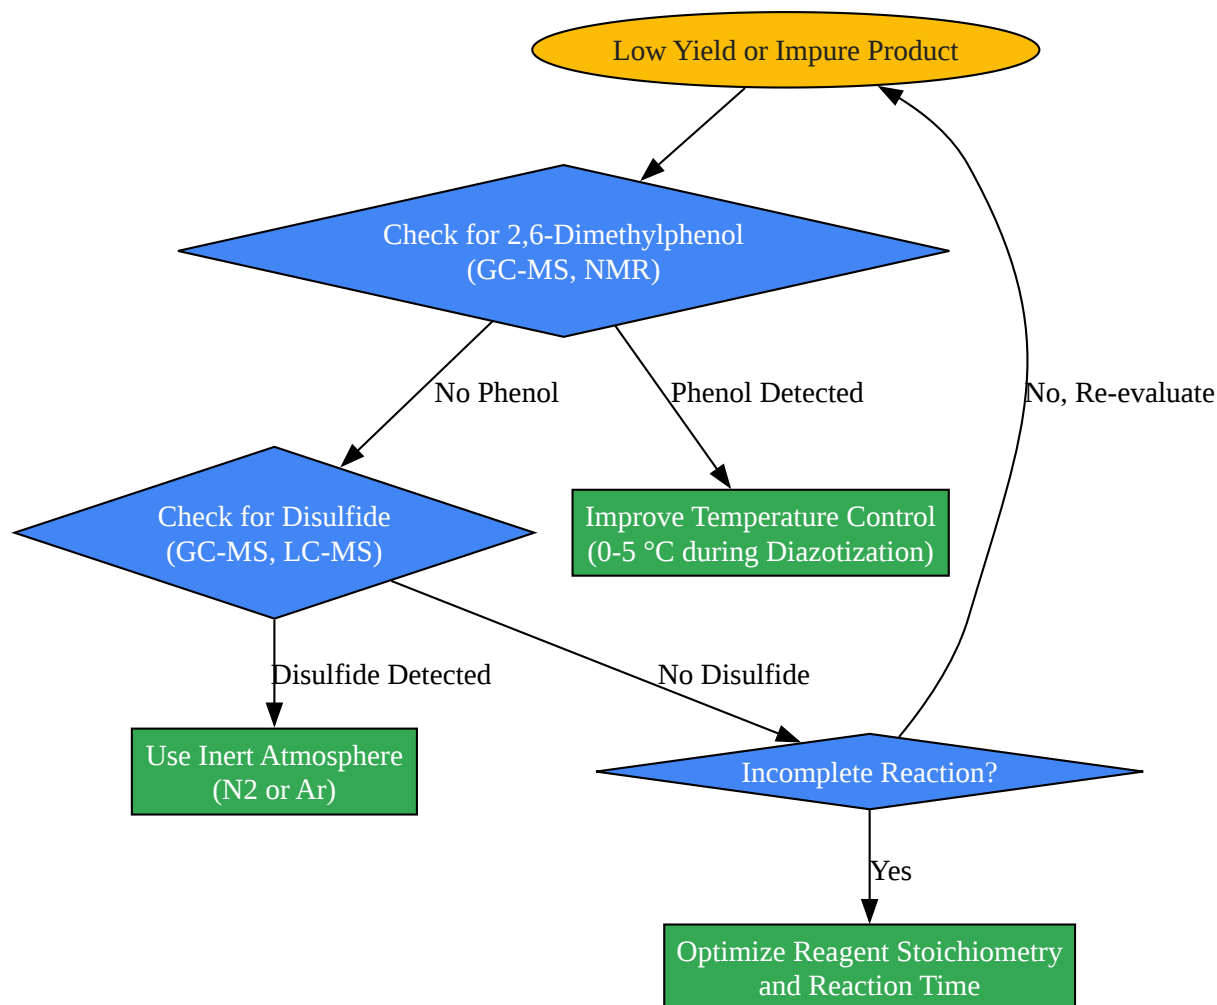 Low Yield or Impure Product
Check for 2,6-Dimethylphenol
(GC-MS, NMR)
No Phenol
Phenol Detected
No, Re-evaluate
Check for Disulfide
(GC-MS, LC-MS)
Improve Temperature Control
(0-5 °C during Diazotization)
Disulfide Detected
No Disulfide
Use Inert Atmosphere
(N2 or Ar)
Incomplete Reaction?
Yes
Optimize Reagent Stoichiometry
and Reaction Time